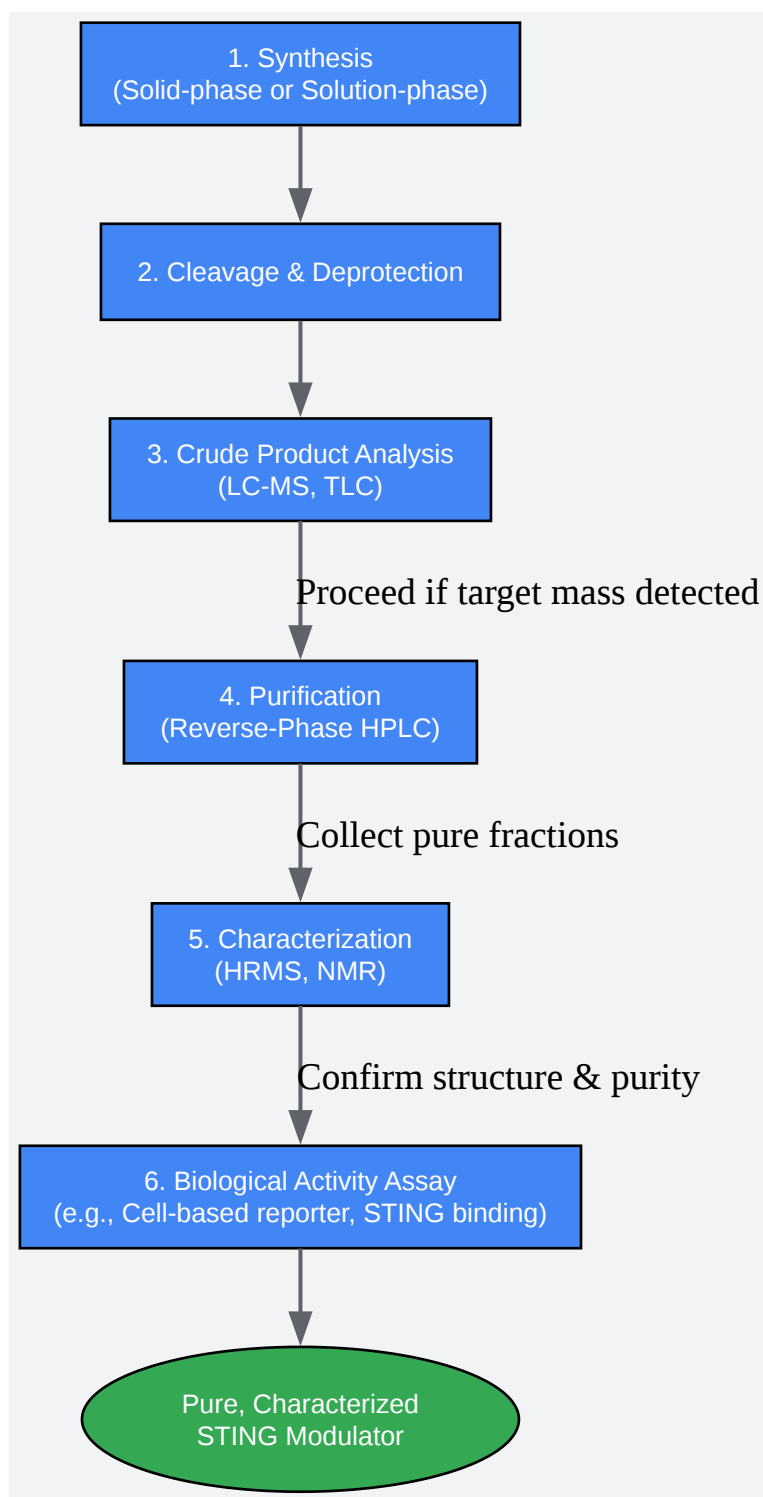 1. Synthesis
(Solid-phase or Solution-phase)
2. Cleavage & Deprotection
3. Crude Product Analysis
(LC-MS, TLC)
Proceed if target mass detected
4. Purification
(Reverse-Phase HPLC)
Collect pure fractions
5. Characterization
(HRMS, NMR)
Confirm structure & purity
6. Biological Activity Assay
(e.g., Cell-based reporter, STING binding)
Pure, Characterized
STING Modulator